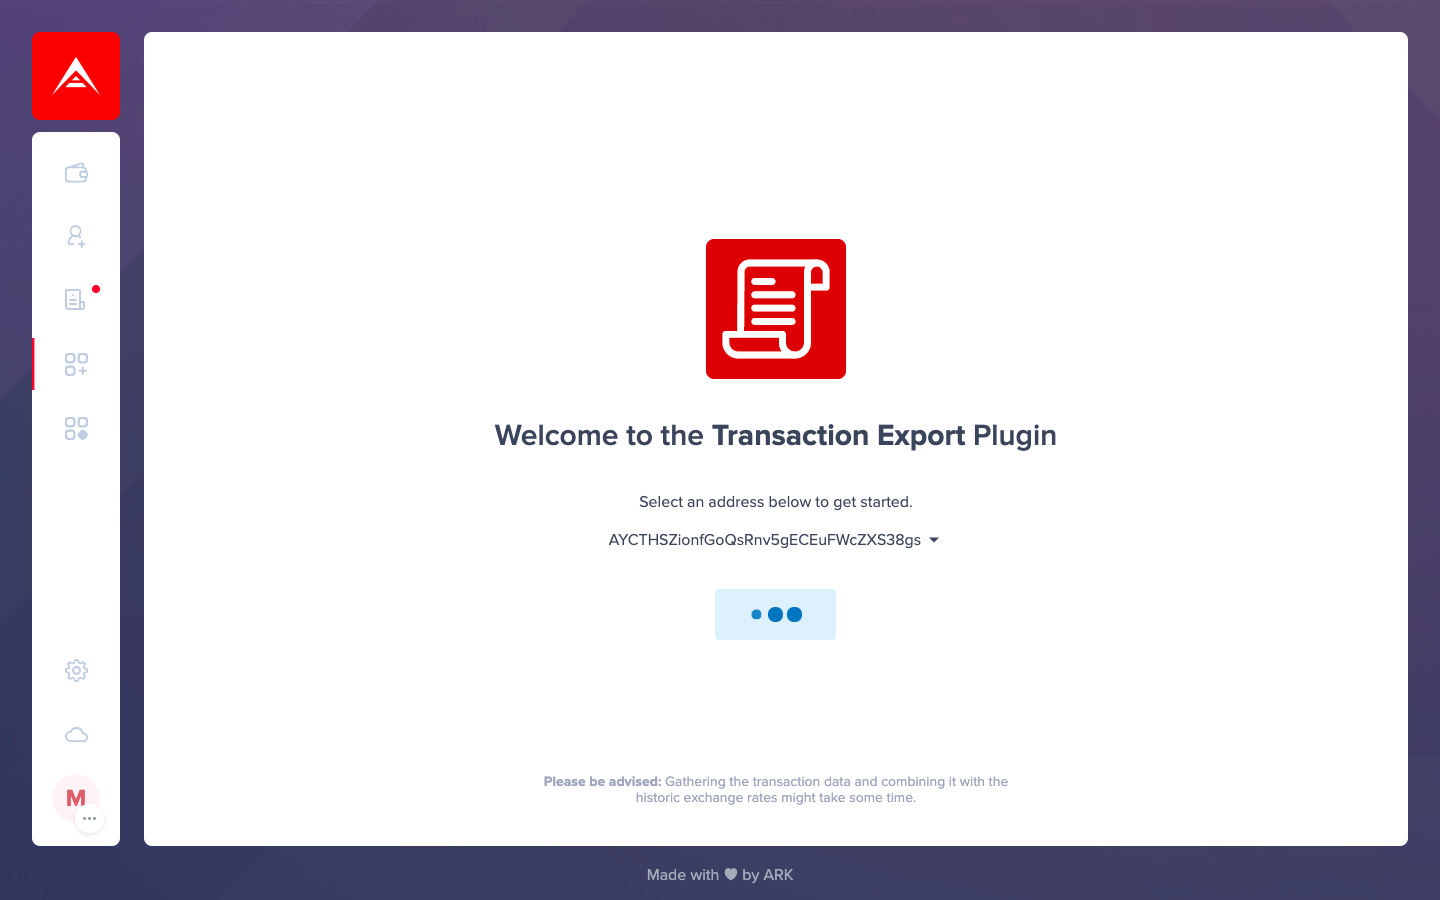 Welcome to the Transaction Export Plugin
Select an address below to get started.
AYCTHSZionfGoQsRnv5gECEuFWcZXS38gs
Please be advised: Gathering the transaction data and combining it with the
historic exchange rates might take some time.
M
Made with by ARK